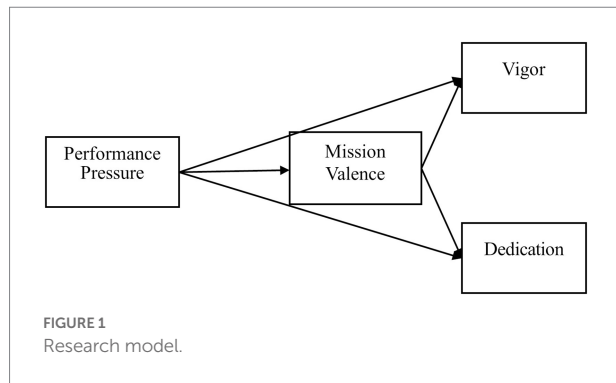 Vigor
Performance
Pressure
Mission
Valence
Dedication
FIGURE 1
Research model.